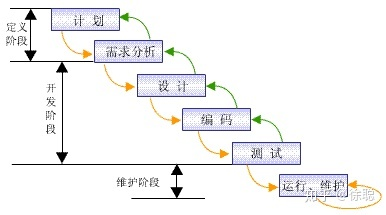 定义
阶段
计 划
需求分析
开
发
阶
段
设 计
编 码
测 试
维护阶段
运行、维护
知乎 @徐聪